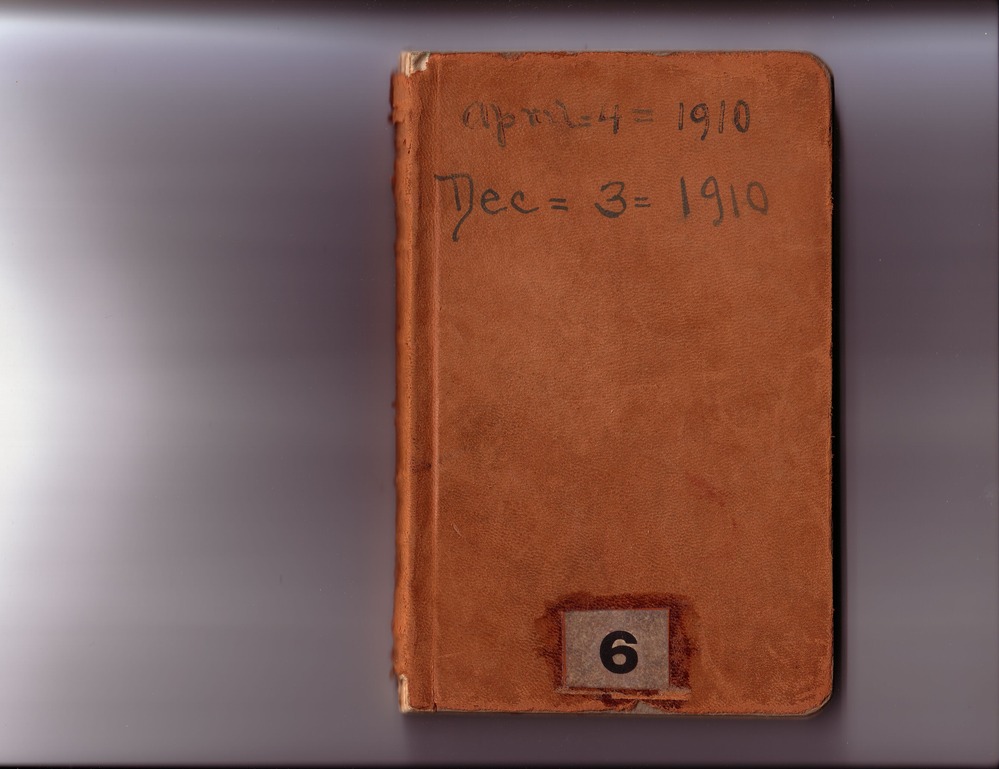 April=4= 1910
Dec= 3= 1910
6